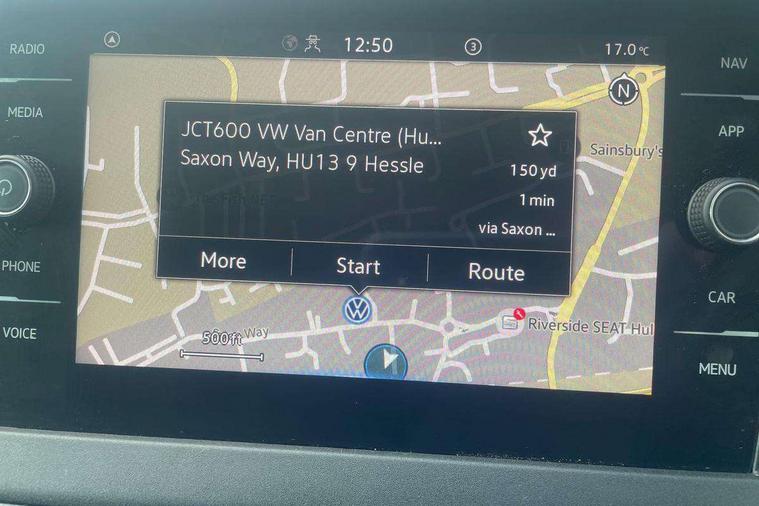 RADIO
MEDIA
PHONE
VOICE
12:50
3
17.0°C
N
Sainsbury's
JCT600 VW Van Centre (Hu...
Saxon Way, HU13 9 Hessle
150 yd
1 min
via Saxon ...
More
Start
Route
500ft
Way
Riverside SEAT Hul
NAV
APP
CAR
MENU